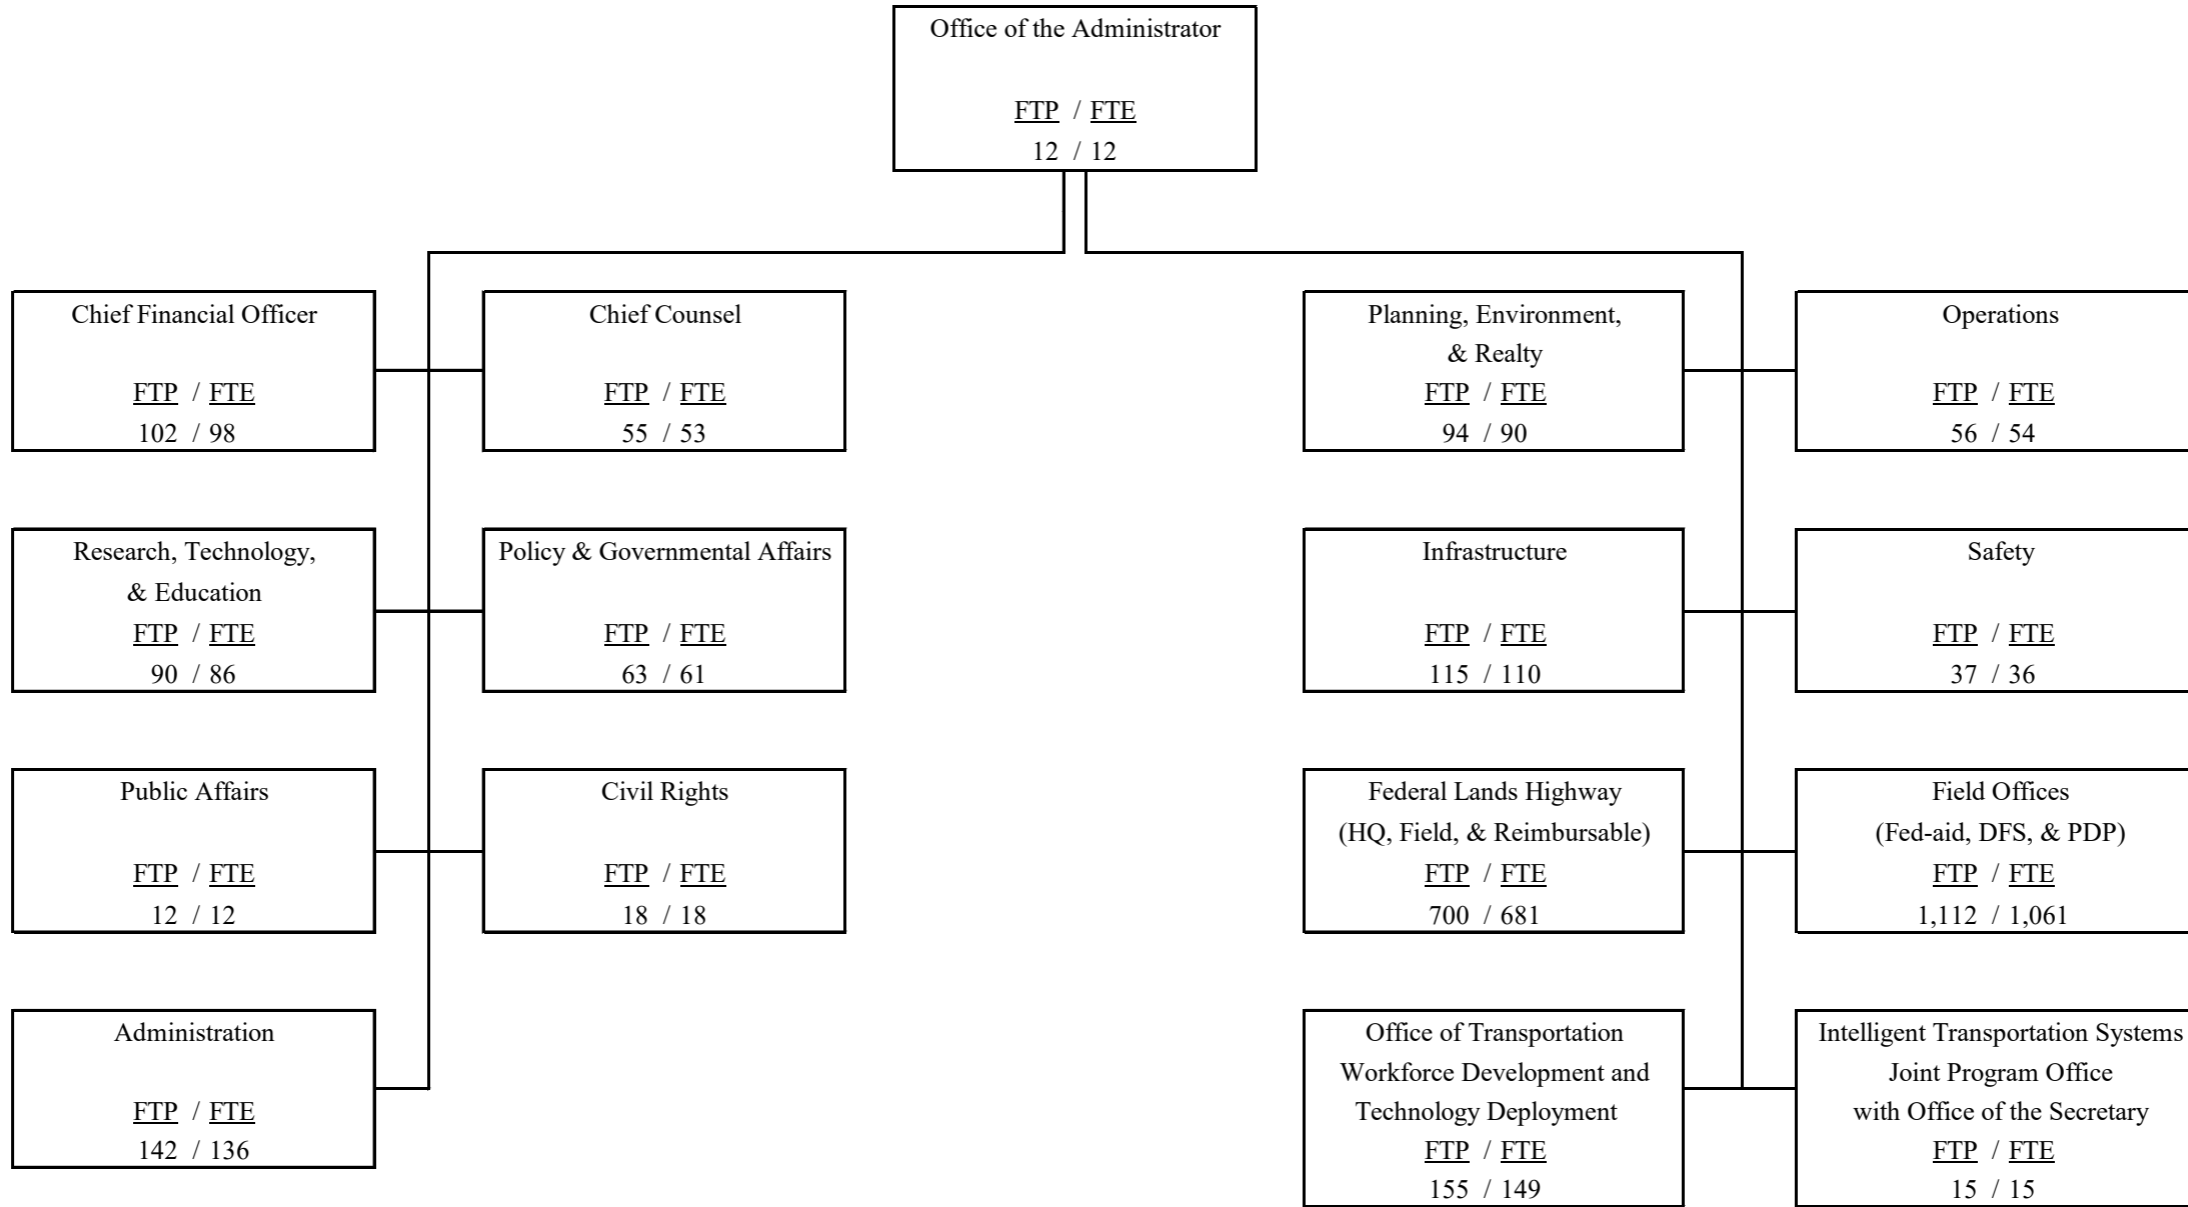 Office of the Administrator
FTP / FTE
12 / 12
Chief Financial Officer
FTP / FTE
102 / 98
Chief Counsel
FTP / FTE
55 / 53
Planning, Environment,
& Realty
FTP / FTE
94 / 90
Operations
FTP / FTE
56 / 54
Research, Technology,
& Education
FTP / FTE
90 / 86
Policy & Governmental Affairs
FTP / FTE
63 / 61
Infrastructure
FTP / FTE
115 / 110
Safety
FTP / FTE
37 / 36
Public Affairs
FTP / FTE
12 / 12
Civil Rights
FTP / FTE
18 / 18
Federal Lands Highway
(HQ, Field, & Reimbursable)
FTP / FTE
700 / 681
Field Offices
(Fed-aid, DFS, & PDP)
FTP / FTE
1,112 / 1,061
Administration
FTP / FTE
142 / 136
Office of Transportation
Workforce Development and
Technology Deployment
FTP / FTE
155 / 149
Intelligent Transportation Systems
Joint Program Office
with Office of the Secretary
FTP / FTE
15 / 15